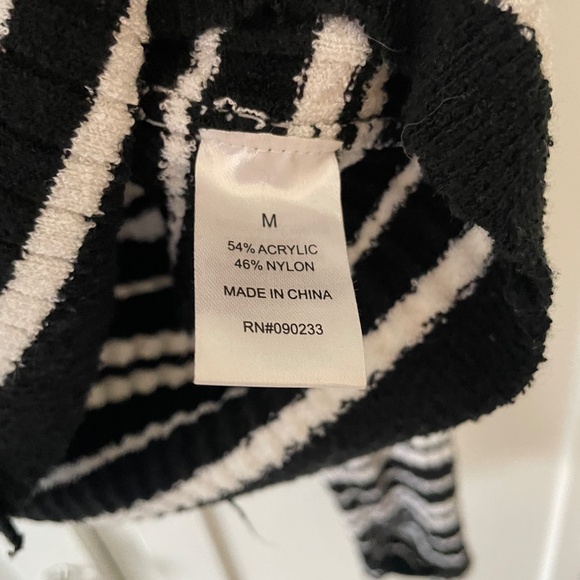 M
54% ACRYLIC
46% NYLON
MADE IN CHINA
RN#090233